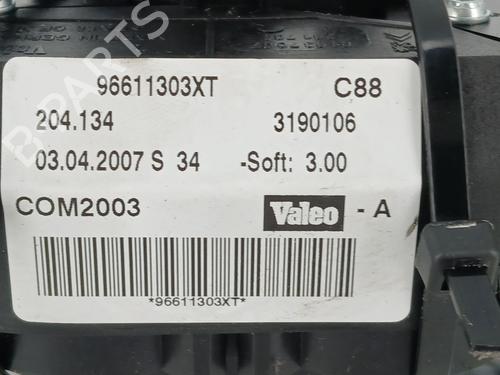 96611303XT C88
204.134 3190106
03.04.2007 S 34 -Soft: 3.00
COM2003 Valeo - A
*96611303XT*